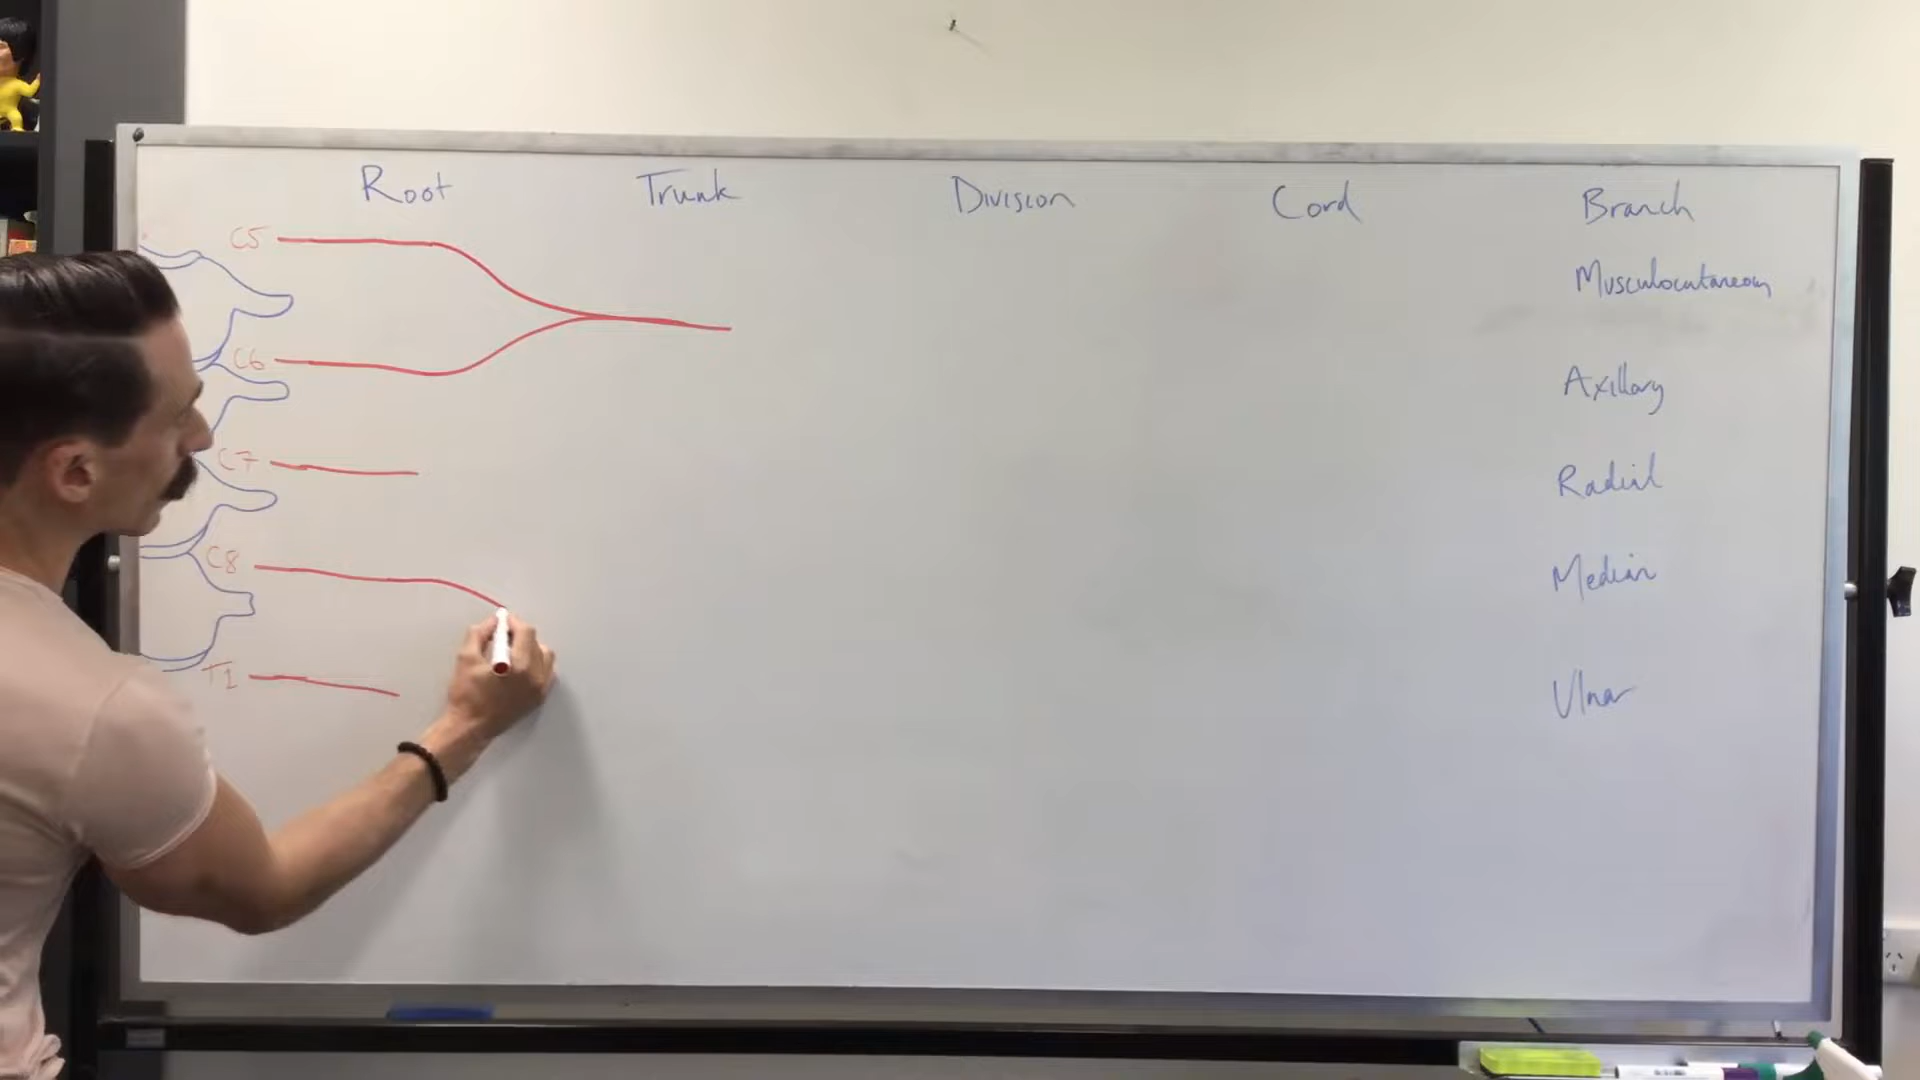 Root Trunk Division Cord Branch
C5
Musculocutaneous
C6
Axillary
C7
Radial
C8
Median
T1
Ulnar